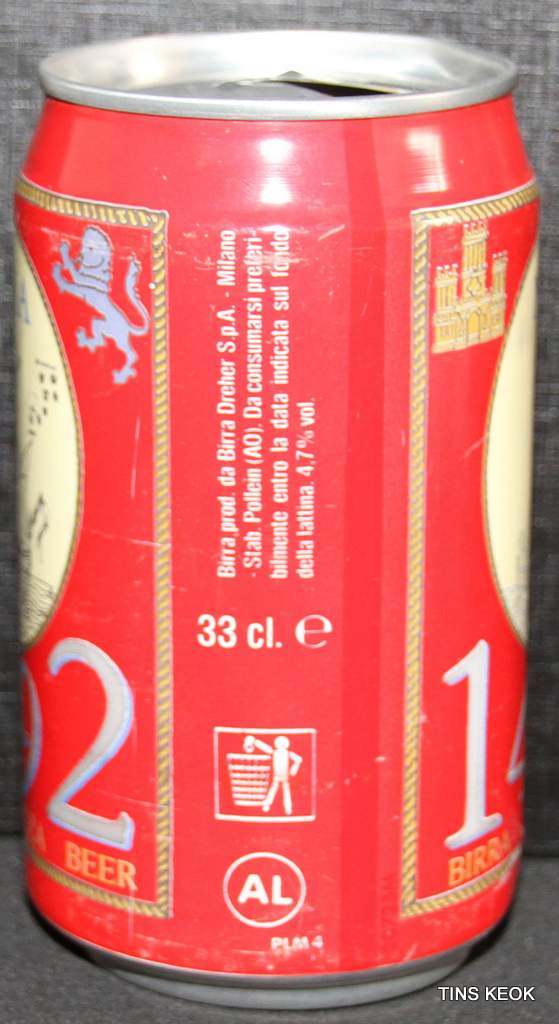 Birra prod. da Birra Dreher S.p.A. - Milano
- Stab. Pollein (AO). Da consumarsi preferi-
bilmente entro la data indicata sul fondo
della lattina. 4,7% vol.
33 cl. e
AL
PLM 4
A
92
BEER
14
BIRRA
TINS KEOK